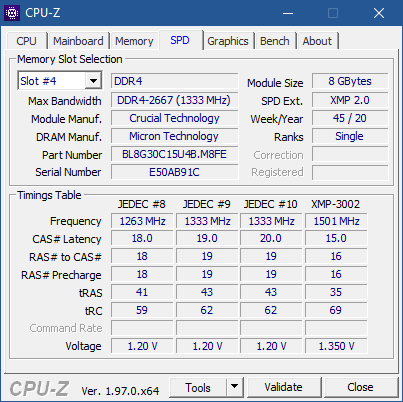 CPU-Z
CPU Mainboard Memory SPD Graphics Bench About
Memory Slot Selection
Slot #4 DDR4 Module Size 8 GBytes
Max Bandwidth DDR4-2667 (1333 MHz) SPD Ext. XMP 2.0
Module Manuf. Crucial Technology Week/Year 45 / 20
DRAM Manuf. Micron Technology Ranks Single
Part Number BL8G30C15U4B.M8FE Correction
Serial Number E50AB91C Registered
Timings Table
JEDEC #8 JEDEC #9 JEDEC #10 XMP-3002
Frequency 1263 MHz 1333 MHz 1333 MHz 1501 MHz
CAS# Latency 18.0 19.0 20.0 15.0
RAS# to CAS# 18 19 19 16
RAS# Precharge 18 19 19 16
tRAS 41 43 43 35
tRC 59 62 62 69
Command Rate
Voltage 1.20 V 1.20 V 1.20 V 1.350 V
CPU-Z Ver. 1.97.0.x64 Tools Validate Close